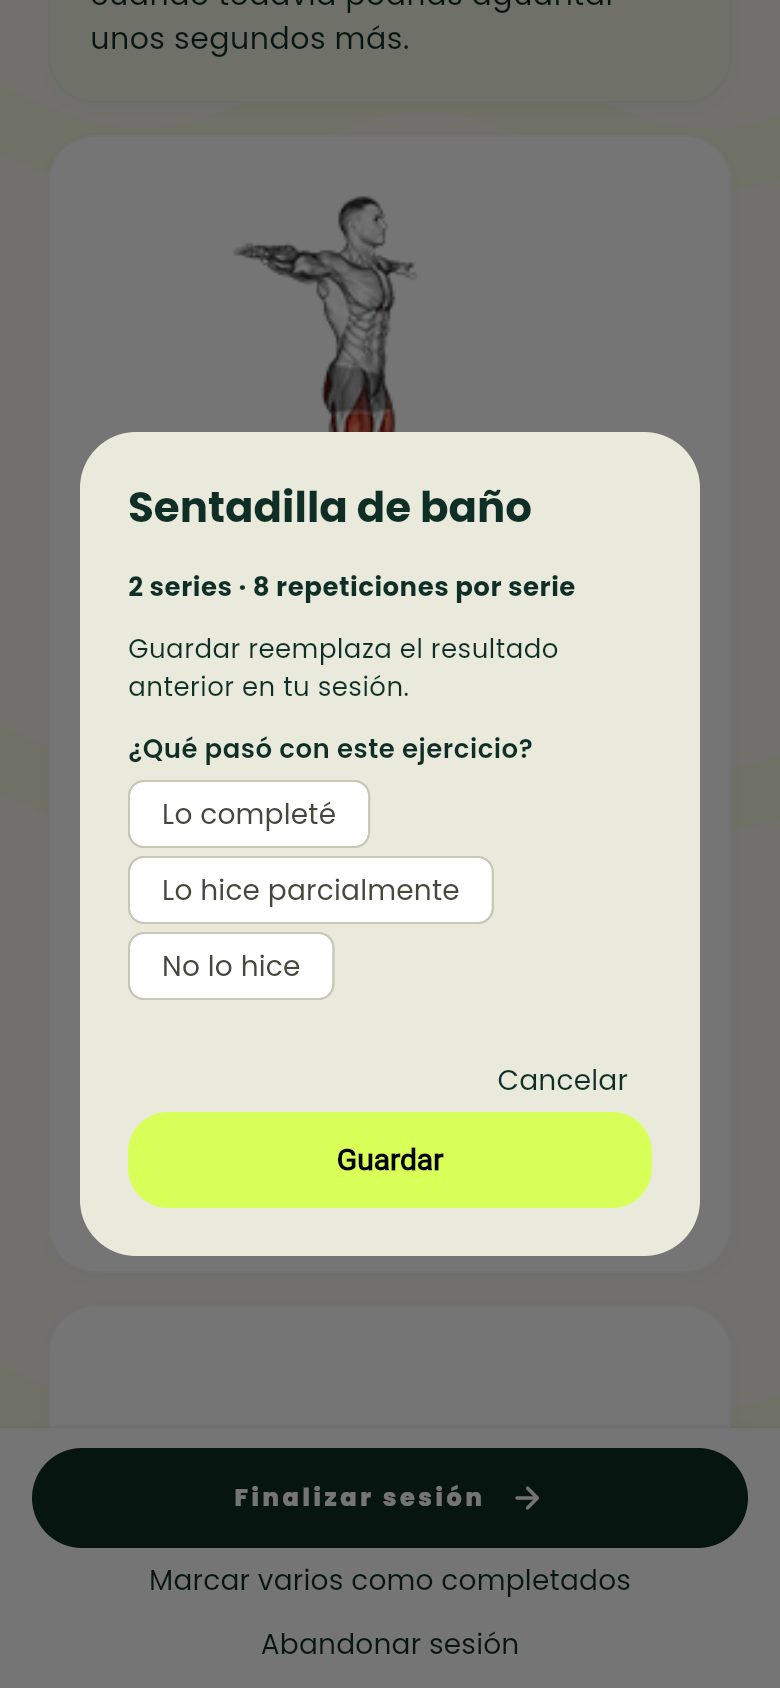 unos segundos más.
Sentadilla de baño
2 series · 8 repeticiones por serie
Guardar reemplaza el resultado
anterior en tu sesión.
¿Qué pasó con este ejercicio?
Lo completé
Lo hice parcialmente
No lo hice
Cancelar
Guardar
Finalizar sesión
Marcar varios como completados
Abandonar sesión